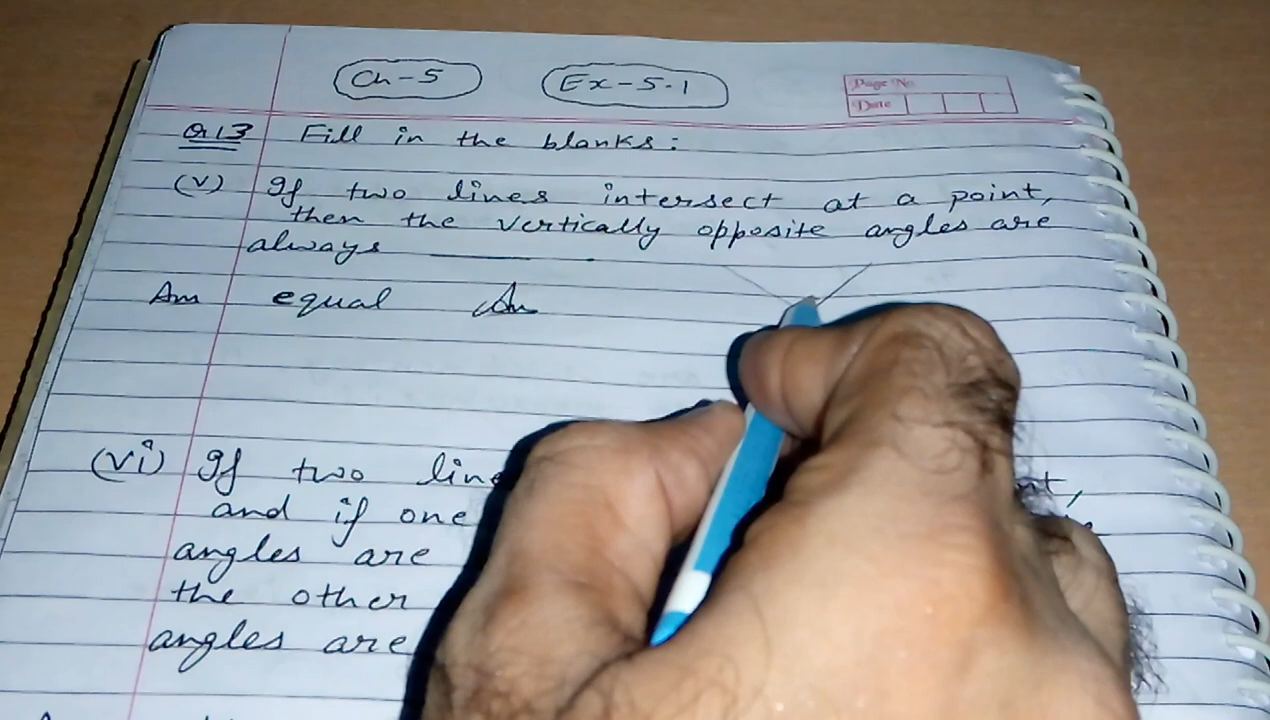 Ch-5 Ex-5.1
Page No.
Date
Q13 Fill in the blanks:
(v) If two lines intersect at a point,
then the vertically opposite angles are
always ______
Ans equal Ans
(vi) If two
and if one
angles are
the other
angles are